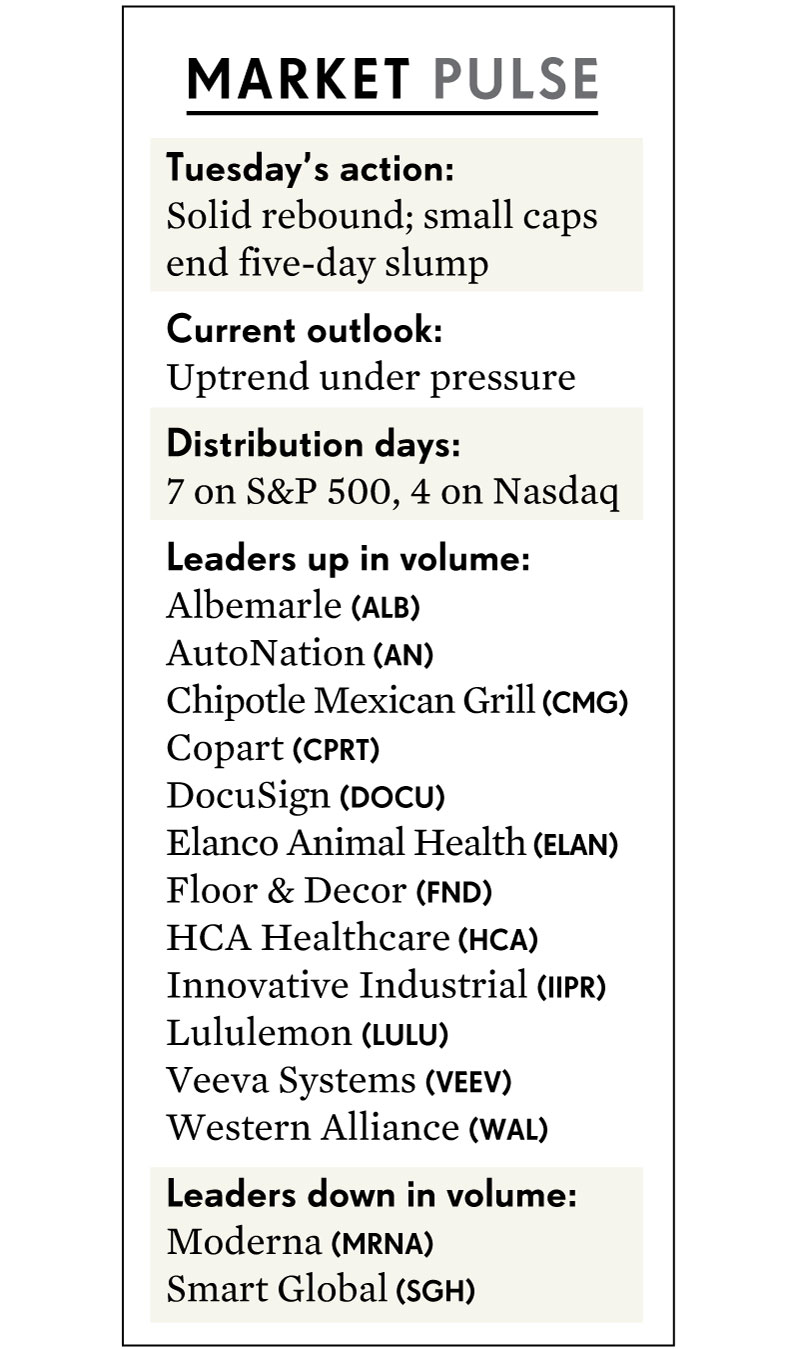 MARKET PULSE
Tuesday’s action:
Solid rebound; small caps
end five-day slump
Current outlook:
Uptrend under pressure
Distribution days:
7 on S&P 500, 4 on Nasdaq
Leaders up in volume:
Albemarle (ALB)
AutoNation (AN)
Chipotle Mexican Grill (CMG)
Copart (CPRT)
DocuSign (DOCU)
Elanco Animal Health (ELAN)
Floor & Decor (FND)
HCA Healthcare (HCA)
Innovative Industrial (IIPR)
Lululemon (LULU)
Veeva Systems (VEEV)
Western Alliance (WAL)
Leaders down in volume:
Moderna (MRNA)
Smart Global (SGH)